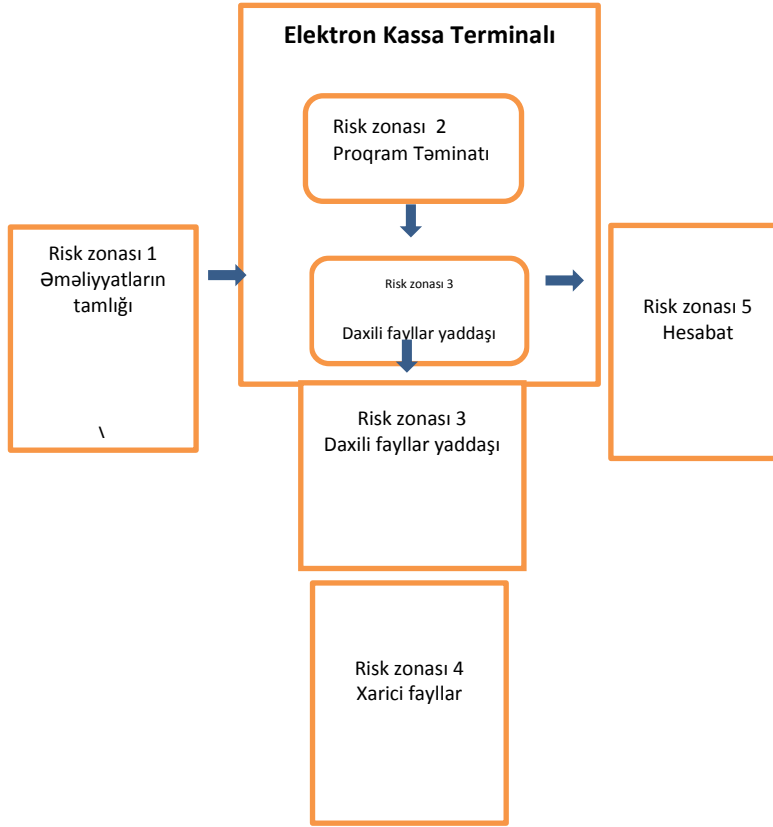 Elektron Kassa Terminalı
Risk zonası 2
Proqram Təminatı
Risk zonası 1
Əməliyyatların
tamlığı
\
Risk zonası 3
Daxili fayllar yaddaşı
Risk zonası 5
Hesabat
Risk zonası 3
Daxili fayllar yaddaşı
Risk zonası 4
Xarici fayllar